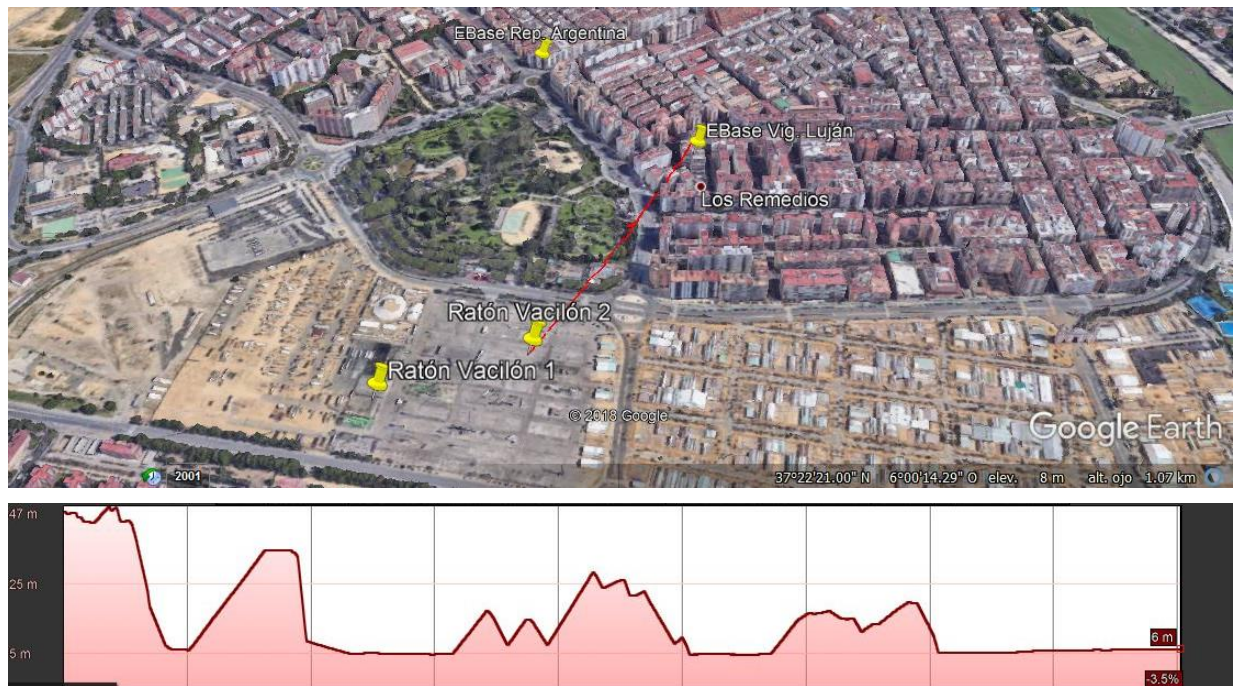 EBase Rep. Argentina
EBase Vig. Luján
Los Remedios
Ratón Vacilón 2
Ratón Vacilón 1
© 2018 Google
Google Earth
2001
37°22'21.00" N 6°00'14.29" O elev. 8 m alt. ojo 1.07 km
47 m
25 m
5 m
6 m
-3.5%